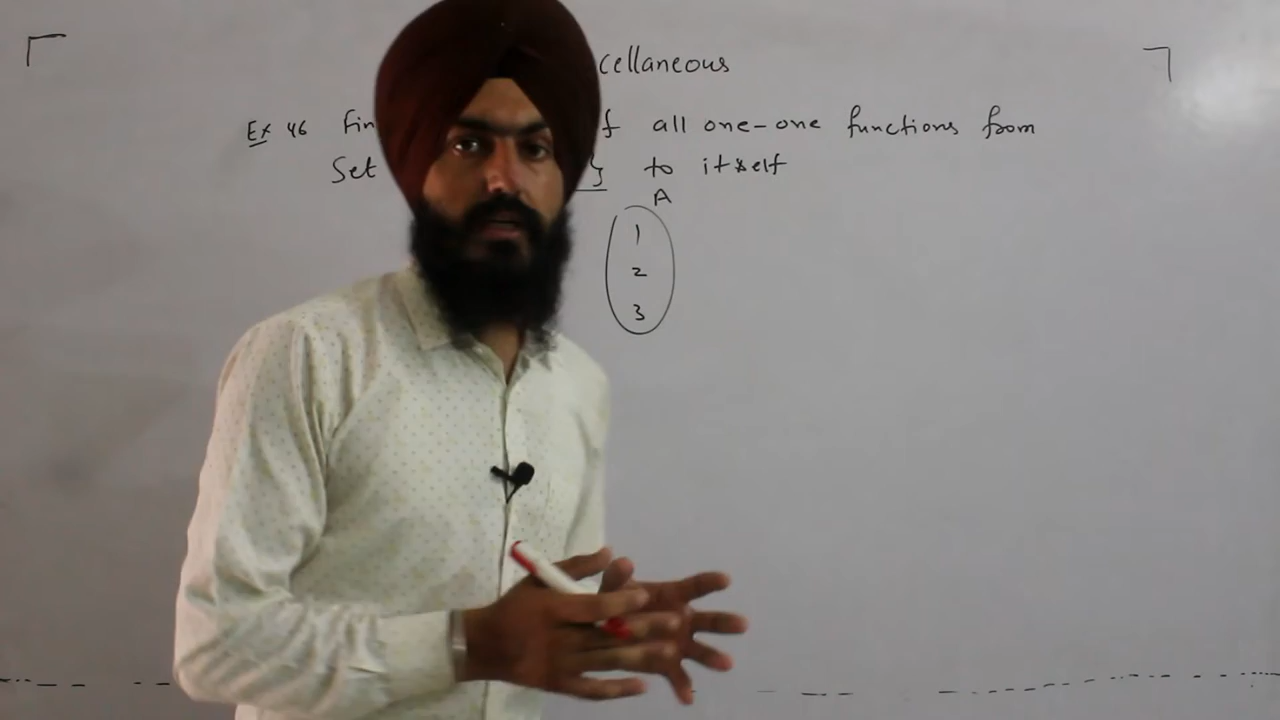 cellaneous
Ex 46 Fin f all one-one functions from
Set } to itself
A
1
2
3